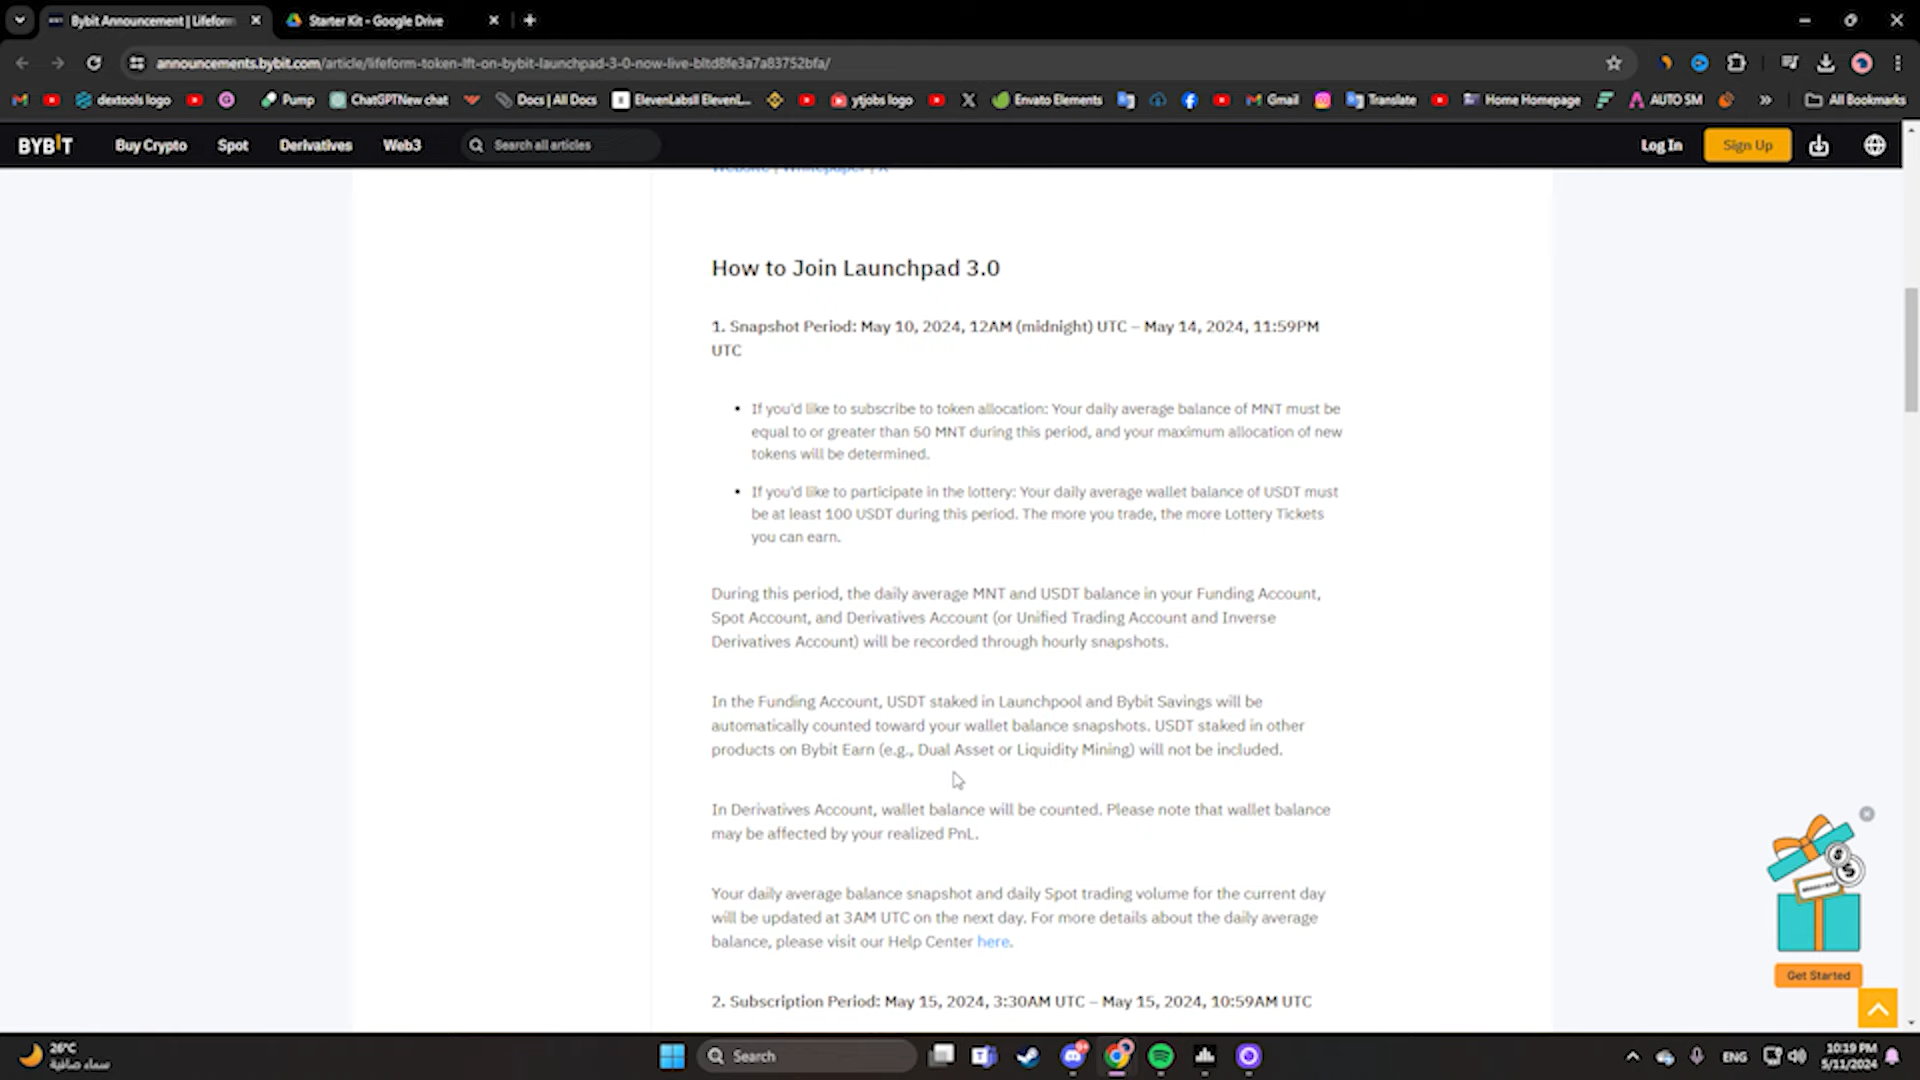 Bybit Announcement | Lifeform
Starter Kit - Google Drive
announcements.bybit.com/article/lifeform-token-lft-on-bybit-launchpad-3-0-now-live-bltd8fe3a7a83752bfa/
dextools logo
Pump
ChatGPTNew chat
Docs | All Docs
ElevenLabsll ElevenL...
ytjobs logo
Envato Elements
Gmail
Translate
Home Homepage
AUTO SM
All Bookmarks
BYBIT
Buy Crypto
Spot
Derivatives
Web3
Search all articles
Log In
Sign Up
Website | Whitepaper | X
How to Join Launchpad 3.0
1. Snapshot Period: May 10, 2024, 12AM (midnight) UTC – May 14, 2024, 11:59PM
UTC
• If you'd like to subscribe to token allocation: Your daily average balance of MNT must be
equal to or greater than 50 MNT during this period, and your maximum allocation of new
tokens will be determined.
• If you'd like to participate in the lottery: Your daily average wallet balance of USDT must
be at least 100 USDT during this period. The more you trade, the more Lottery Tickets
you can earn.
During this period, the daily average MNT and USDT balance in your Funding Account,
Spot Account, and Derivatives Account (or Unified Trading Account and Inverse
Derivatives Account) will be recorded through hourly snapshots.
In the Funding Account, USDT staked in Launchpool and Bybit Savings will be
automatically counted toward your wallet balance snapshots. USDT staked in other
products on Bybit Earn (e.g., Dual Asset or Liquidity Mining) will not be included.
In Derivatives Account, wallet balance will be counted. Please note that wallet balance
may be affected by your realized PnL.
Your daily average balance snapshot and daily Spot trading volume for the current day
will be updated at 3AM UTC on the next day. For more details about the daily average
balance, please visit our Help Center here.
Get Started
2. Subscription Period: May 15, 2024, 3:30AM UTC – May 15, 2024, 10:59AM UTC
26°C
سماء صافية
Search
ENG
10:19 PM
5/11/2024